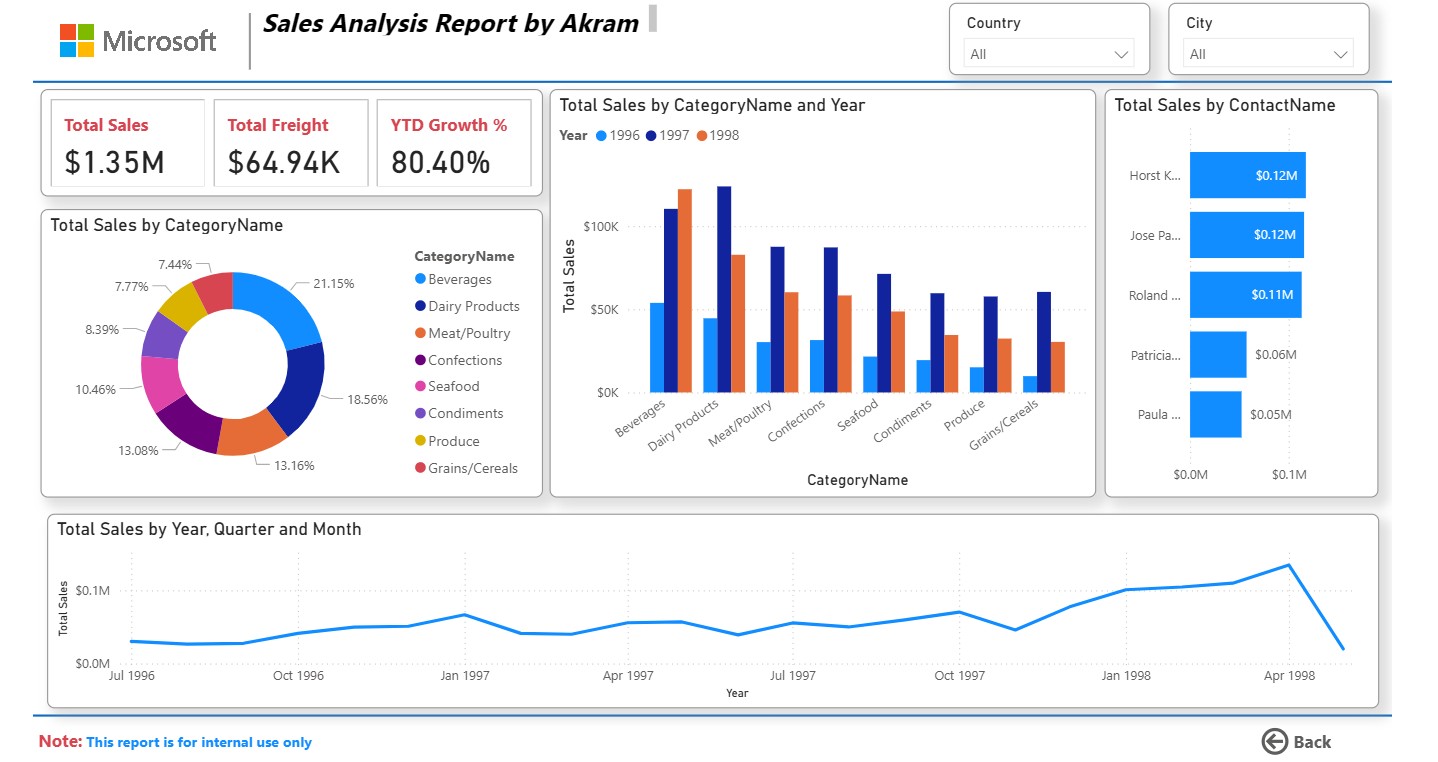 Microsoft
Sales Analysis Report by Akram
Country
All
City
All
Total Sales
$1.35M
Total Freight
$64.94K
YTD Growth %
80.40%
Total Sales by CategoryName
7.44%
7.77%
8.39%
10.46%
13.08%
13.16%
18.56%
21.15%
CategoryName
Beverages
Dairy Products
Meat/Poultry
Confections
Seafood
Condiments
Produce
Grains/Cereals
Total Sales by CategoryName and Year
Year 1996 1997 1998
Total Sales
$100K
$50K
$0K
Beverages
Dairy Products
Meat/Poultry
Confections
Seafood
Condiments
Produce
Grains/Cereals
CategoryName
Total Sales by ContactName
Horst K... $0.12M
Jose Pa... $0.12M
Roland ... $0.11M
Patricia... $0.06M
Paula ... $0.05M
$0.0M $0.1M
Total Sales by Year, Quarter and Month
Total Sales
$0.1M
$0.0M
Jul 1996 Oct 1996 Jan 1997 Apr 1997 Jul 1997 Oct 1997 Jan 1998 Apr 1998
Year
Note: This report is for internal use only
Back